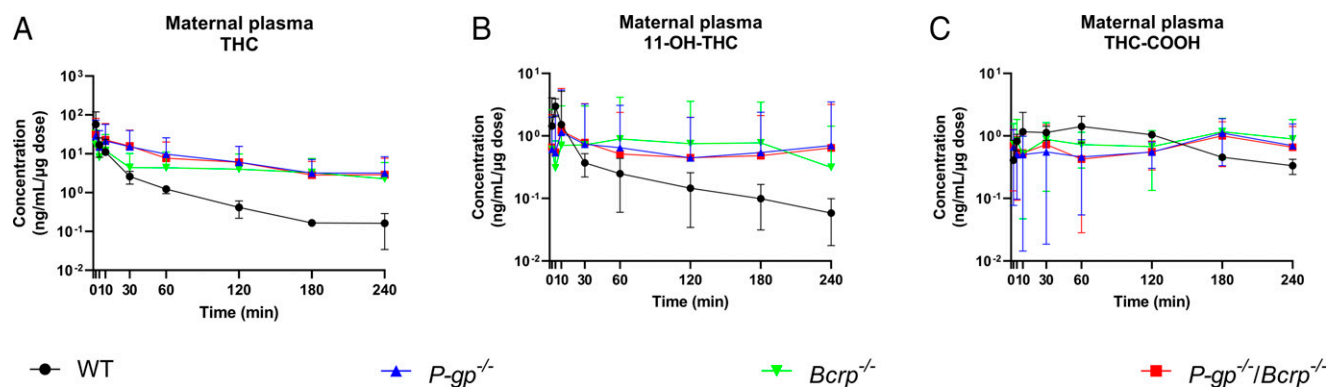 A
Maternal plasma
THC
Concentration
(ng/mL/µg dose)
10³
10²
10¹
10⁰
10⁻¹
10⁻²
0 10 30 60 120 180 240
Time (min)
B
Maternal plasma
11-OH-THC
Concentration
(ng/mL/µg dose)
10¹
10⁰
10⁻¹
10⁻²
0 10 30 60 120 180 240
Time (min)
C
Maternal plasma
THC-COOH
Concentration
(ng/mL/µg dose)
10¹
10⁰
10⁻¹
10⁻²
0 10 30 60 120 180 240
Time (min)
WT
P-gp⁻/⁻
Bcrp⁻/⁻
P-gp⁻/⁻/Bcrp⁻/⁻